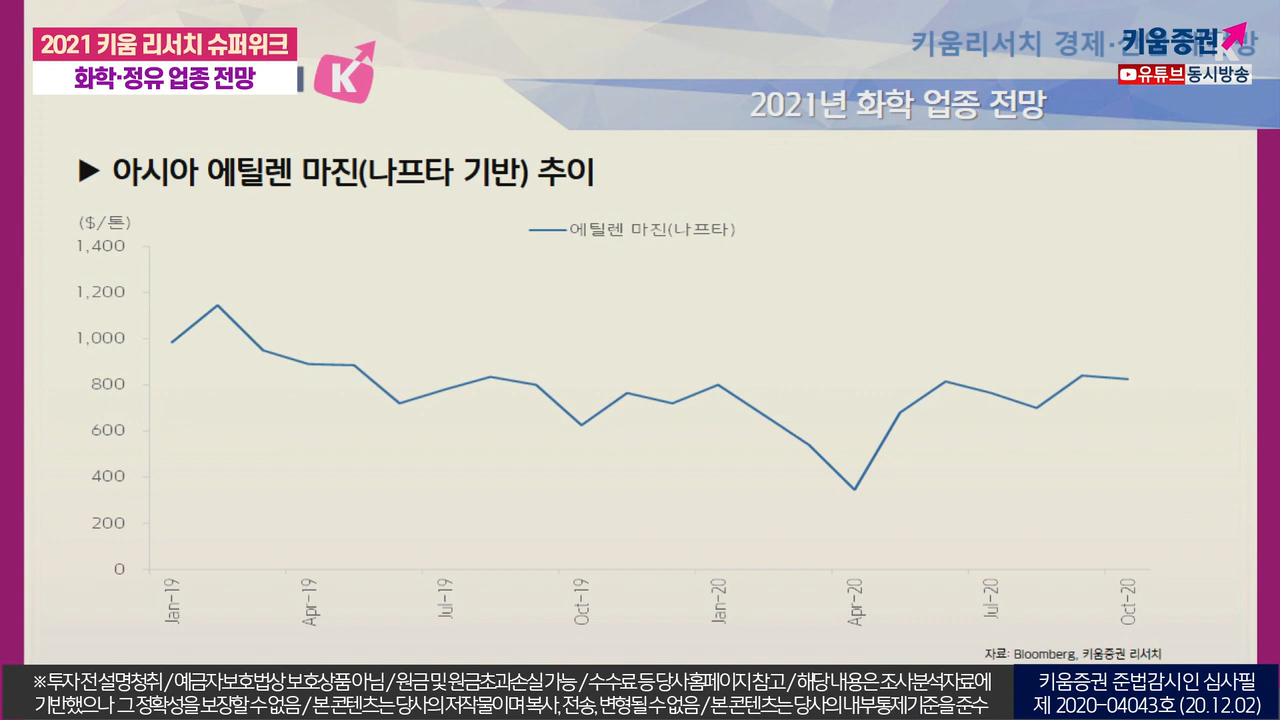 2021 키움 리서치 슈퍼위크
화학·정유 업종 전망
K
키움리서치 경제·
키움증권
유튜브동시방송
2021년 화학 업종 전망
▶ 아시아 에틸렌 마진(나프타 기반) 추이
($/톤)
에틸렌 마진(나프타)
1,400
1,200
1,000
800
600
400
200
0
Jan-19
Apr-19
Jul-19
Oct-19
Jan-20
Apr-20
Jul-20
Oct-20
자료: Bloomberg, 키움증권 리서치
※ 투자 전 설명청취 / 예금자보호법상 보호상품 아님 / 원금 및 원금초과손실 가능 / 수수료 등 당사홈페이지 참고 / 해당 내용은 조사분석자료에
기반했으나 그 정확성을 보장할 수 없음 / 본 콘텐츠는 당사의 저작물이며 복사, 전송, 변형될 수 없음 / 본 콘텐츠는 당사의 내부통제기준을 준수
키움증권 준법감시인 심사필
제 2020-04043호 (20.12.02)